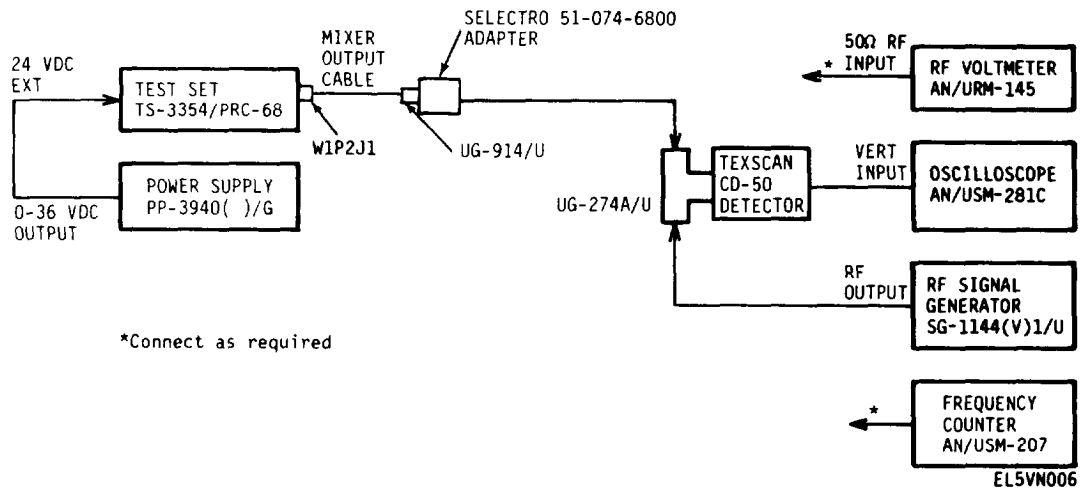 24 VDC
EXT
TEST SET
TS-3354/PRC-68
POWER SUPPLY
PP-3940( )/G
0-36 VDC
OUTPUT
MIXER
OUTPUT
CABLE
W1P2J1
SELECTRO 51-074-6800
ADAPTER
UG-914/U
UG-274A/U
TEXSCAN
CD-50
DETECTOR
50Ω RF
* INPUT
RF VOLTMETER
AN/URM-145
VERT
INPUT
OSCILLOSCOPE
AN/USM-281C
RF
OUTPUT
RF SIGNAL
GENERATOR
SG-1144(V)1/U
*
FREQUENCY
COUNTER
AN/USM-207
*Connect as required
EL5VN006